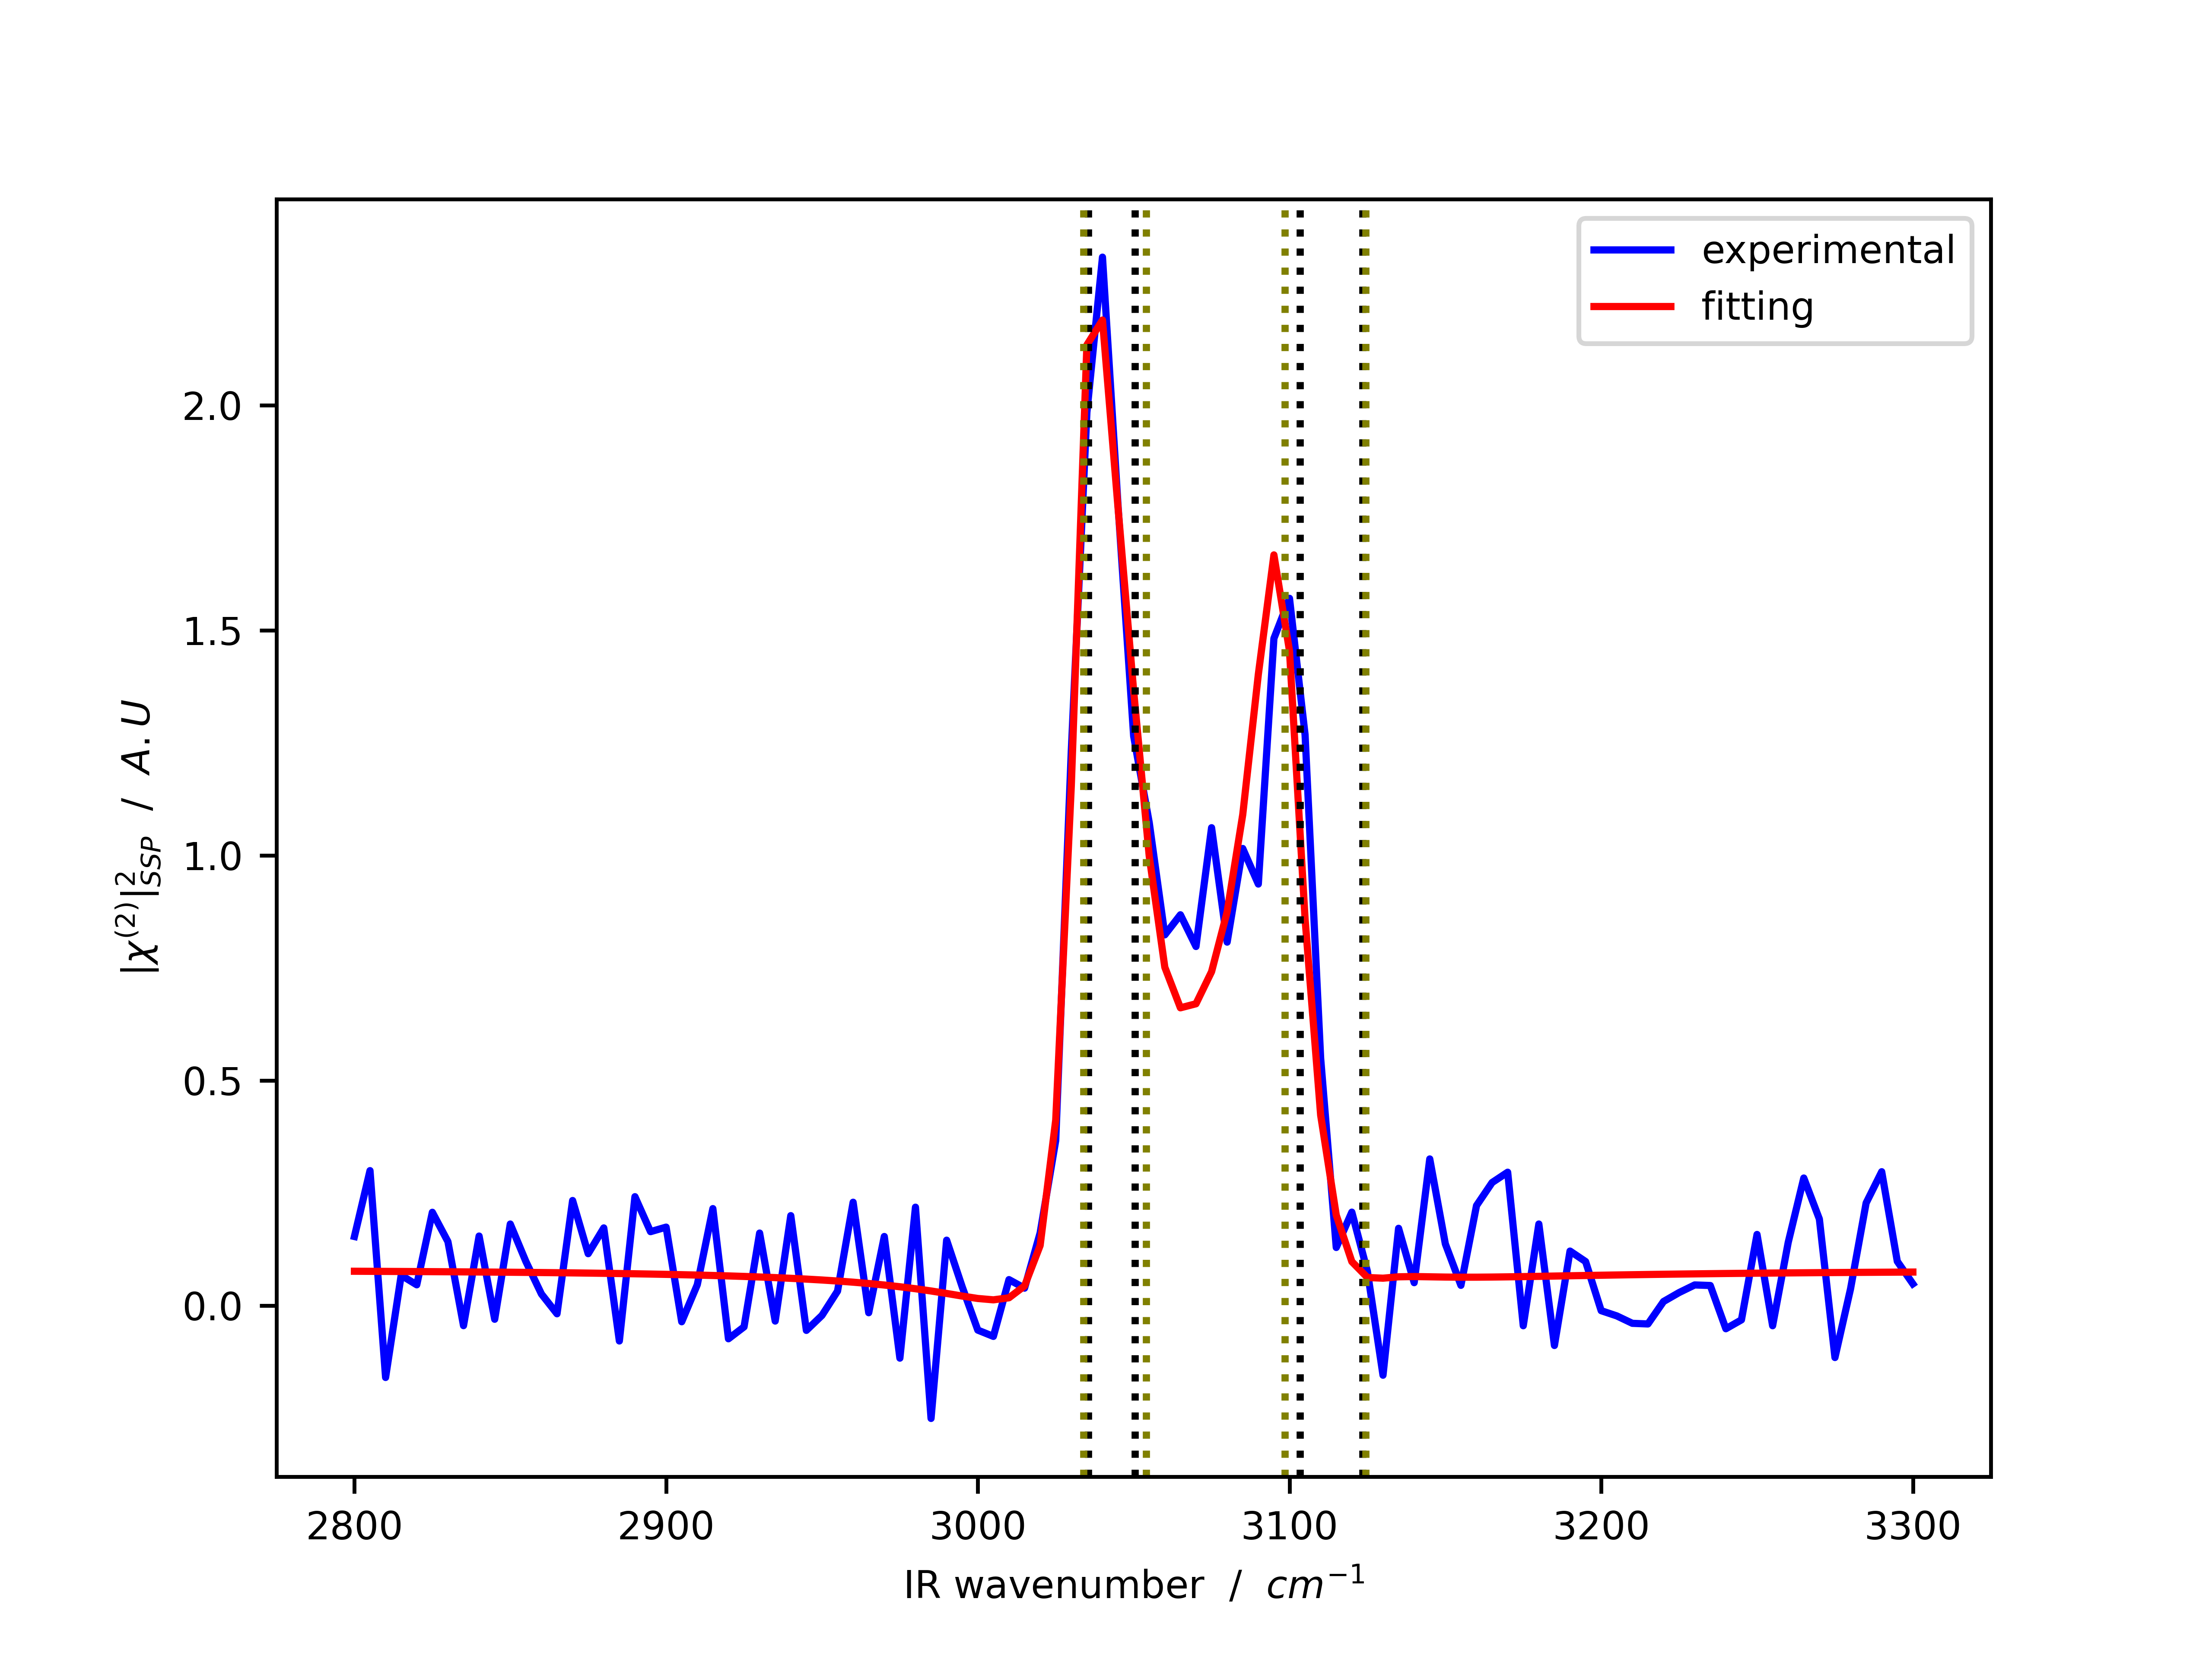 experimental
fitting
|χ^(2)|^2_SSP / A.U
2.0
1.5
1.0
0.5
0.0
2800 2900 3000 3100 3200 3300
IR wavenumber / cm^−1